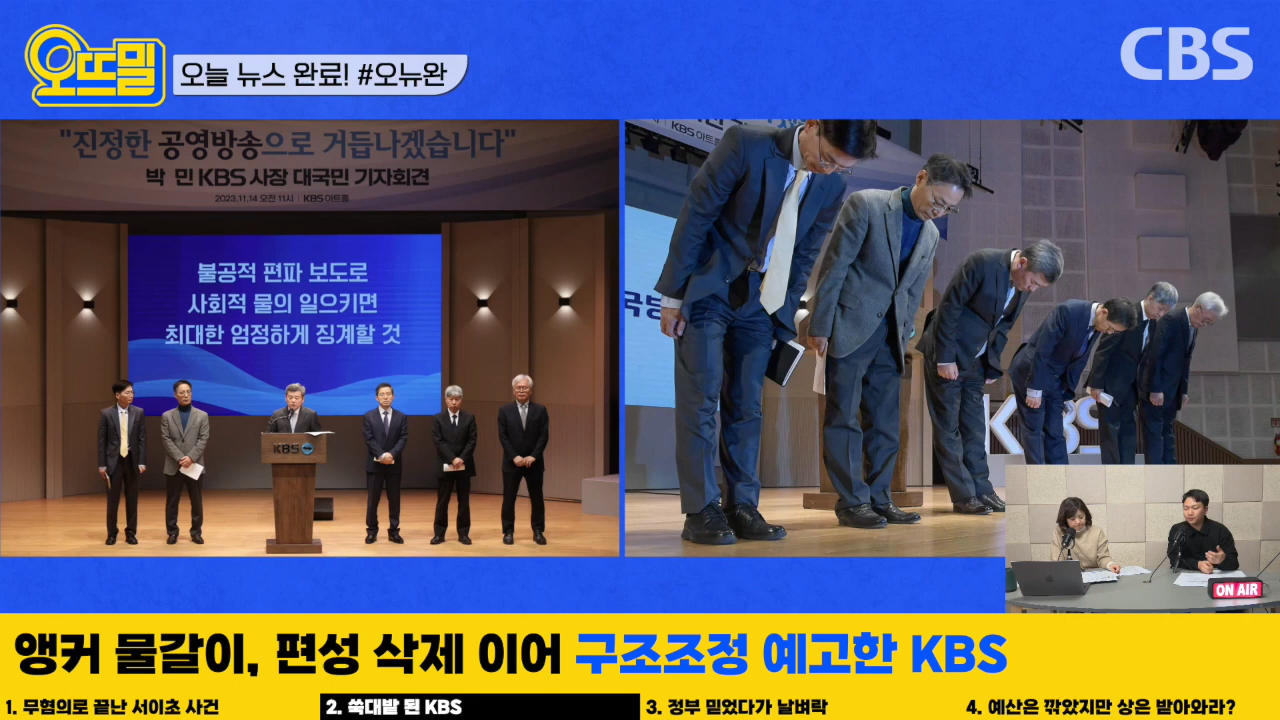 오뜨밀
오늘 뉴스 완료! #오뉴완
CBS
"진정한 공영방송으로 거듭나겠습니다"
박 민 KBS 사장 대국민 기자회견
2023.11.14 오전 11시 | KBS 아트홀
불공적 편파 보도로
사회적 물의 일으키면
최대한 엄정하게 징계할 것
KBS
KBS 아트홀
KBS
ON AIR
앵커 물갈이, 편성 삭제 이어 구조조정 예고한 KBS
1. 무혐의로 끝난 서이초 사건
2. 쑥대밭 된 KBS
3. 정부 믿었다가 날벼락
4. 예산은 깎았지만 상은 받아와라?